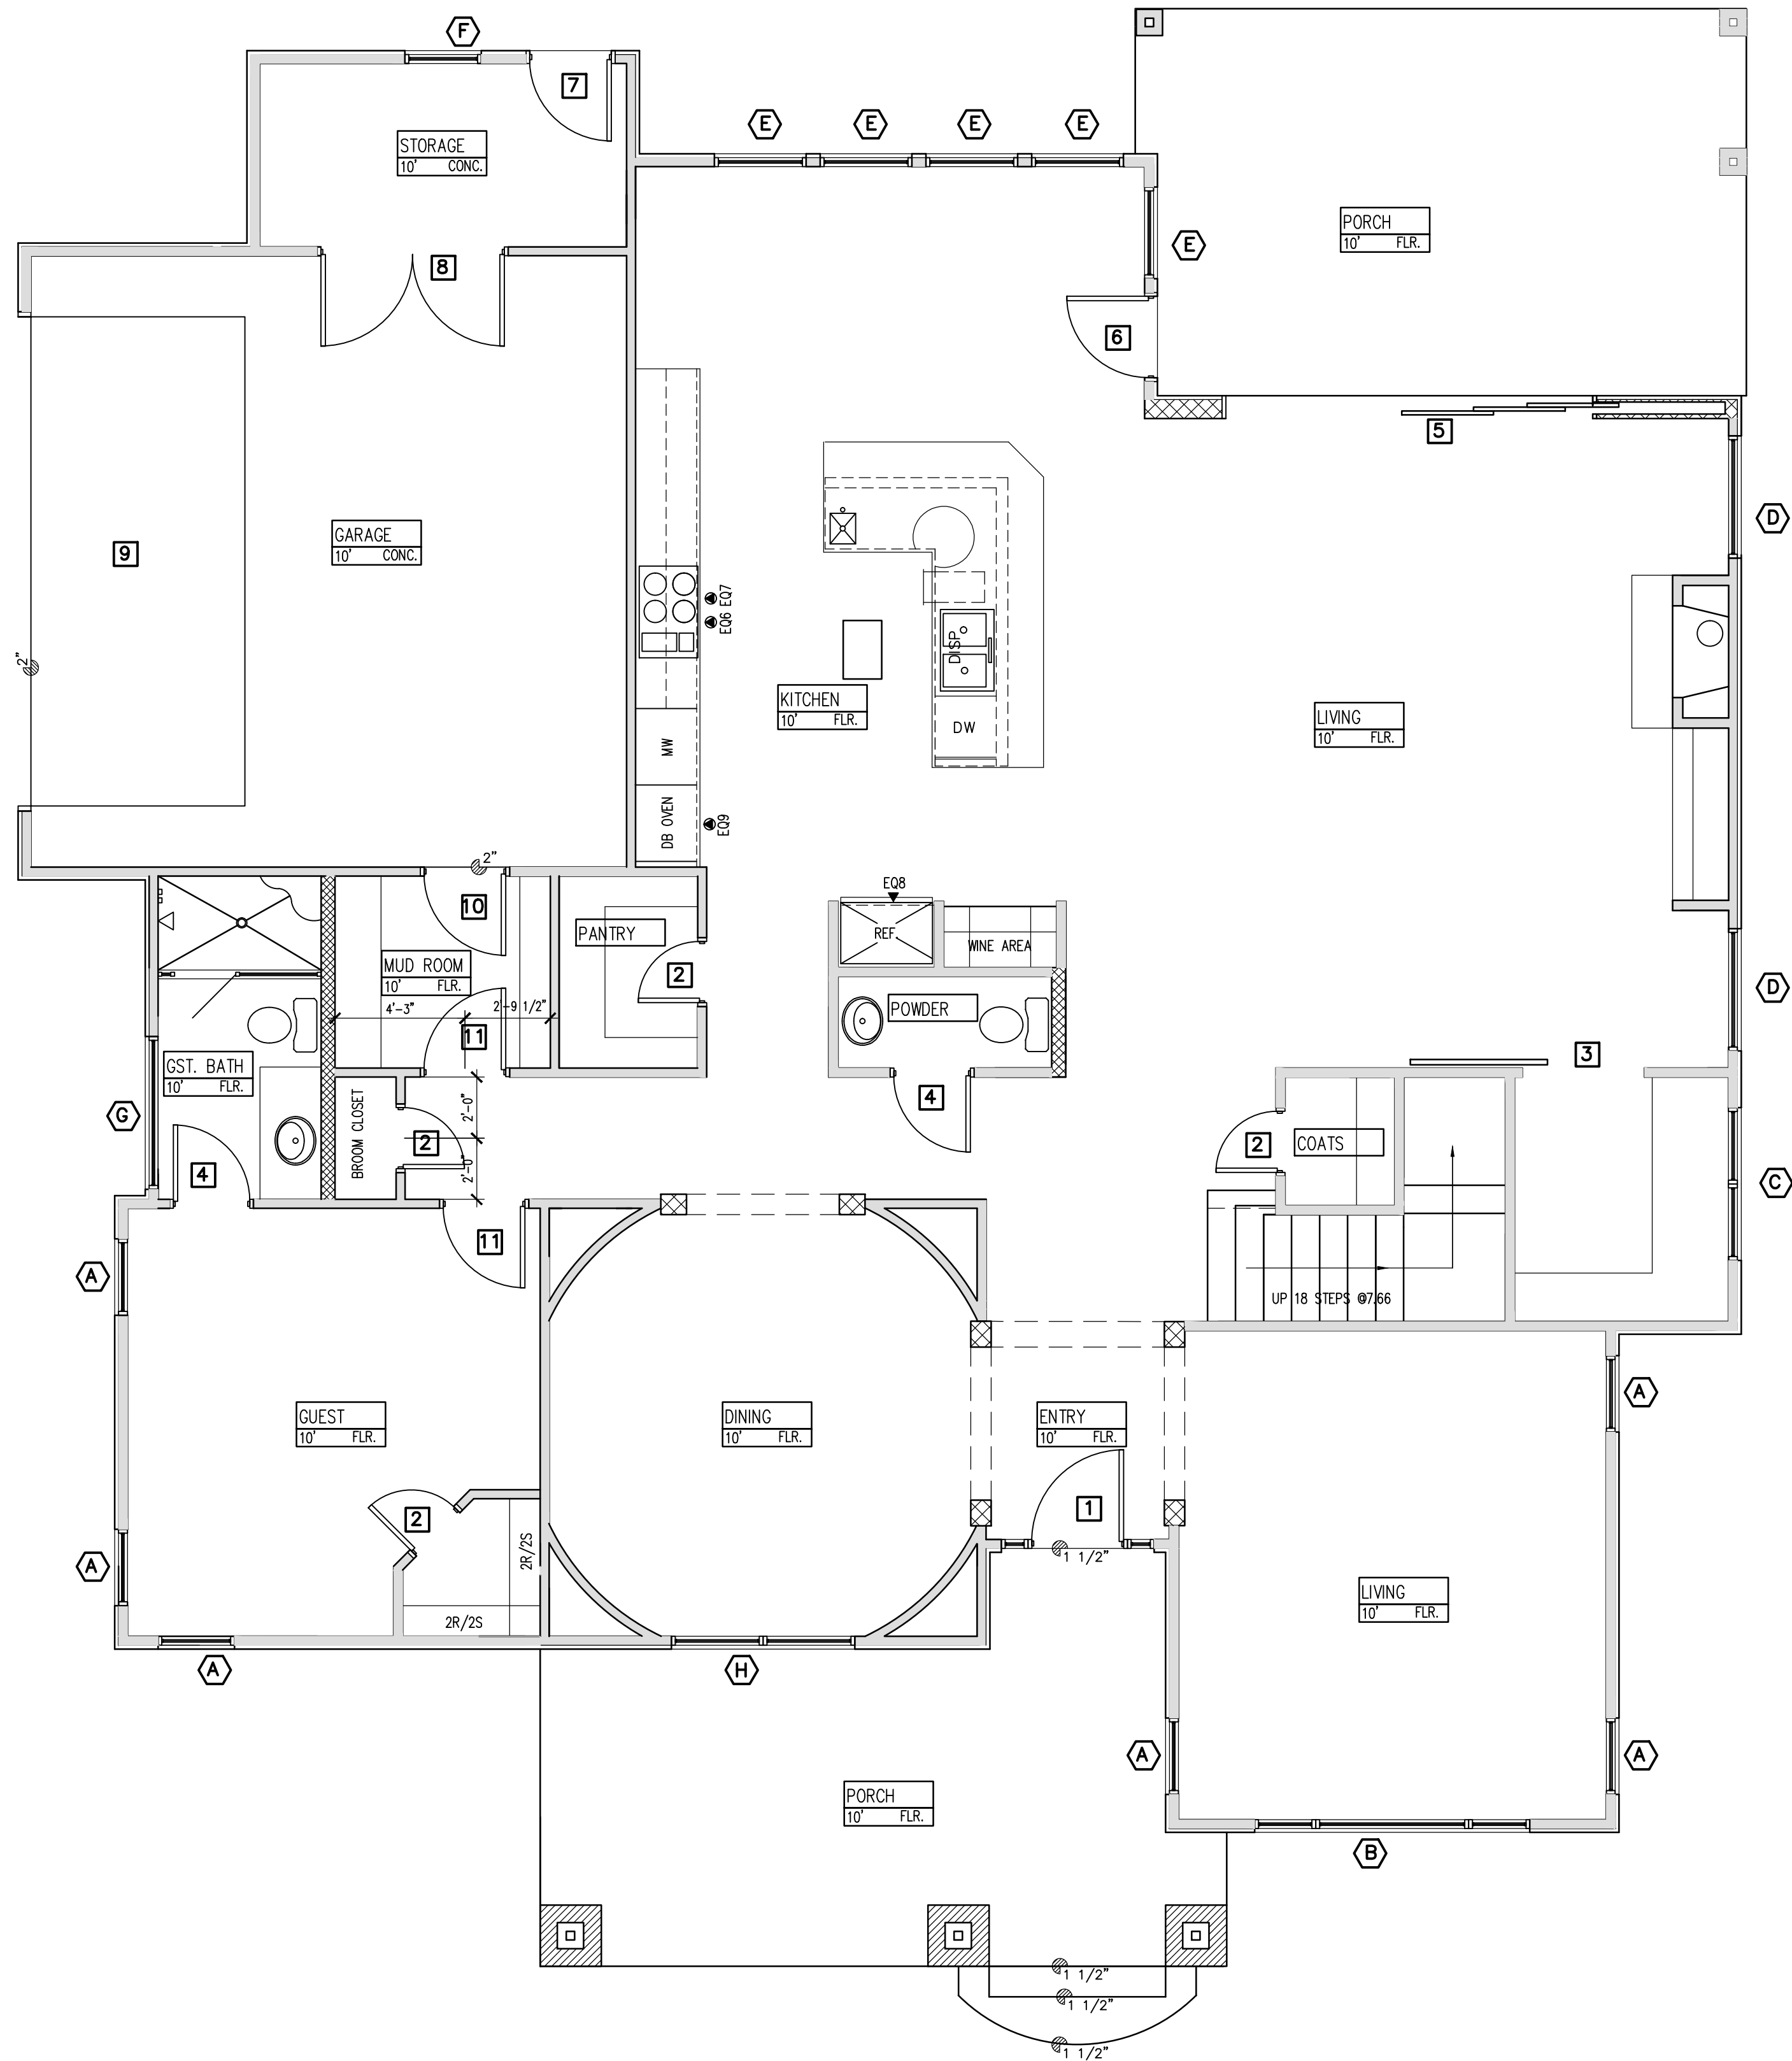 F
7
STORAGE
10' CONC.
E
E
E
E
PORCH
10' FLR.
E
8
6
5
D
GARAGE
10' CONC.
9
EQ6 EQ7
DISP
KITCHEN
10' FLR.
LIVING
10' FLR.
DW
MW
2"
DB OVEN
EQ9
2"
EQ8
10
PANTRY
REF.
WINE AREA
MUD ROOM
10' FLR.
2
D
4'-3"
2'-9 1/2"
POWDER
11
3
GST. BATH
10' FLR.
G
BROOM CLOSET
2'-0"
2'-0"
4
2
2
COATS
4
C
11
A
UP 18 STEPS @7.66
GUEST
10' FLR.
DINING
10' FLR.
ENTRY
10' FLR.
A
2
1
2R/2S
1 1/2"
A
LIVING
10' FLR.
2R/2S
A
H
A
A
PORCH
10' FLR.
B
1 1/2"
1 1/2"
1 1/2"